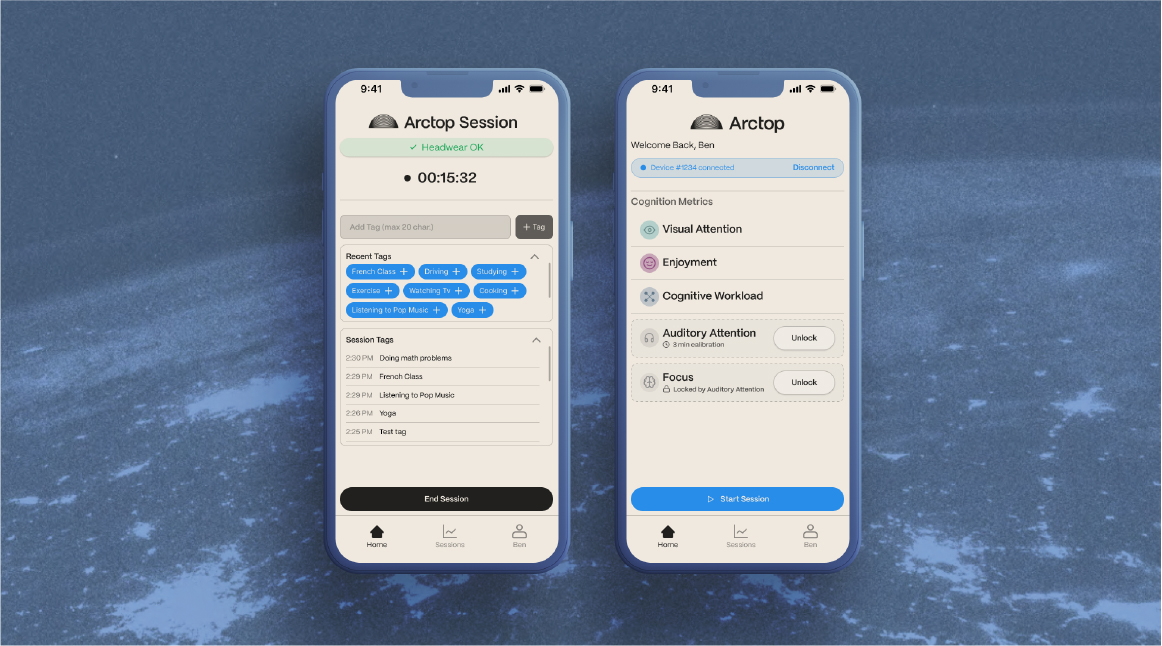 9:41
Arctop Session
Headwear OK
00:15:32
Add Tag (max 20 char.)
+ Tag
Recent Tags
French Class +
Driving +
Studying +
Exercise +
Watching Tv +
Cooking +
Listening to Pop Music +
Yoga +
Session Tags
2:30 PM Doing math problems
2:29 PM French Class
2:29 PM Listening to Pop Music
2:26 PM Yoga
2:25 PM Test tag
End Session
Home
Sessions
Ben
9:41
Arctop
Welcome Back, Ben
Device #1234 connected
Disconnect
Cognition Metrics
Visual Attention
Enjoyment
Cognitive Workload
Auditory Attention
3 min calibration
Unlock
Focus
Locked by Auditory Attention
Unlock
Start Session
Home
Sessions
Ben